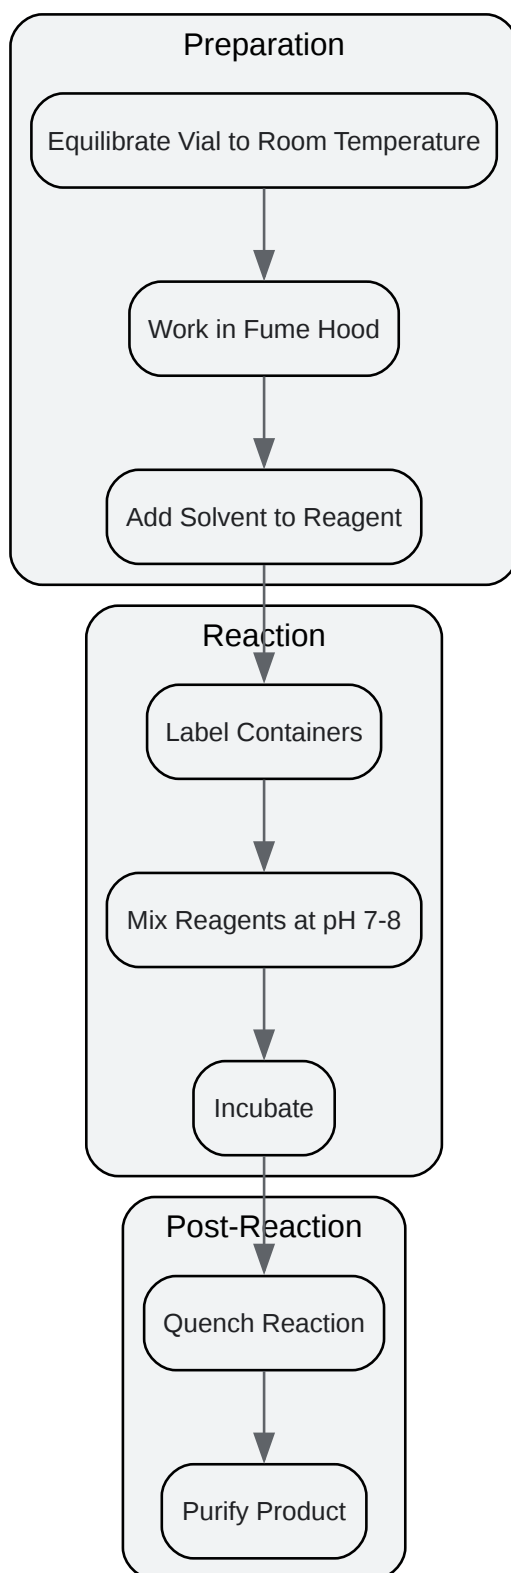 Preparation
Equilibrate Vial to Room Temperature
Work in Fume Hood
Add Solvent to Reagent
Reaction
Label Containers
Mix Reagents at pH 7-8
Incubate
Post-Reaction
Quench Reaction
Purify Product